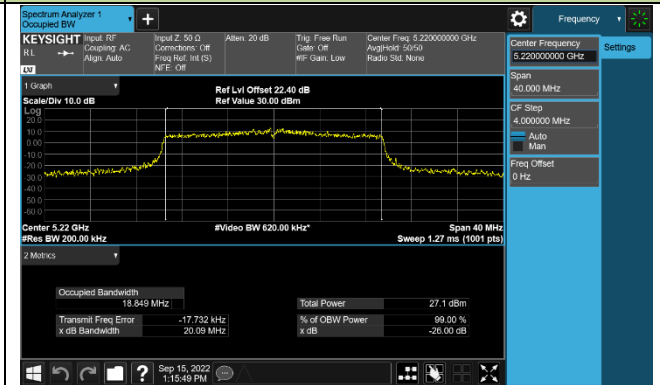 Spectrum Analyzer 1
Occupied BW
+
Frequency
KEYSIGHT
RL
LXI
Input: RF
Coupling: AC
Align: Auto
Input Z: 50 Ω
Corrections: Off
Freq Ref: Int (S)
NFE: Off
Atten: 20 dB
Trig: Free Run
Gate: Off
#IF Gain: Low
Center Freq: 5.220000000 GHz
Avg|Hold: 50/50
Radio Std: None
Center Frequency
5.220000000 GHz
Settings
Span
40.000 MHz
CF Step
4.000000 MHz
Auto
Man
Freq Offset
0 Hz
1 Graph
Scale/Div 10.0 dB
Ref Lvl Offset 22.40 dB
Ref Value 30.00 dBm
Log
20.0
10.0
0.00
-10.0
-20.0
-30.0
-40.0
-50.0
-60.0
Center 5.22 GHz
#Res BW 200.00 kHz
#Video BW 620.00 kHz*
Span 40 MHz
Sweep 1.27 ms (1001 pts)
2 Metrics
Occupied Bandwidth
18.849 MHz
Total Power
27.1 dBm
Transmit Freq Error
-17.732 kHz
% of OBW Power
99.00 %
x dB Bandwidth
20.09 MHz
x dB
-26.00 dB
?
Sep 15, 2022
1:15:49 PM